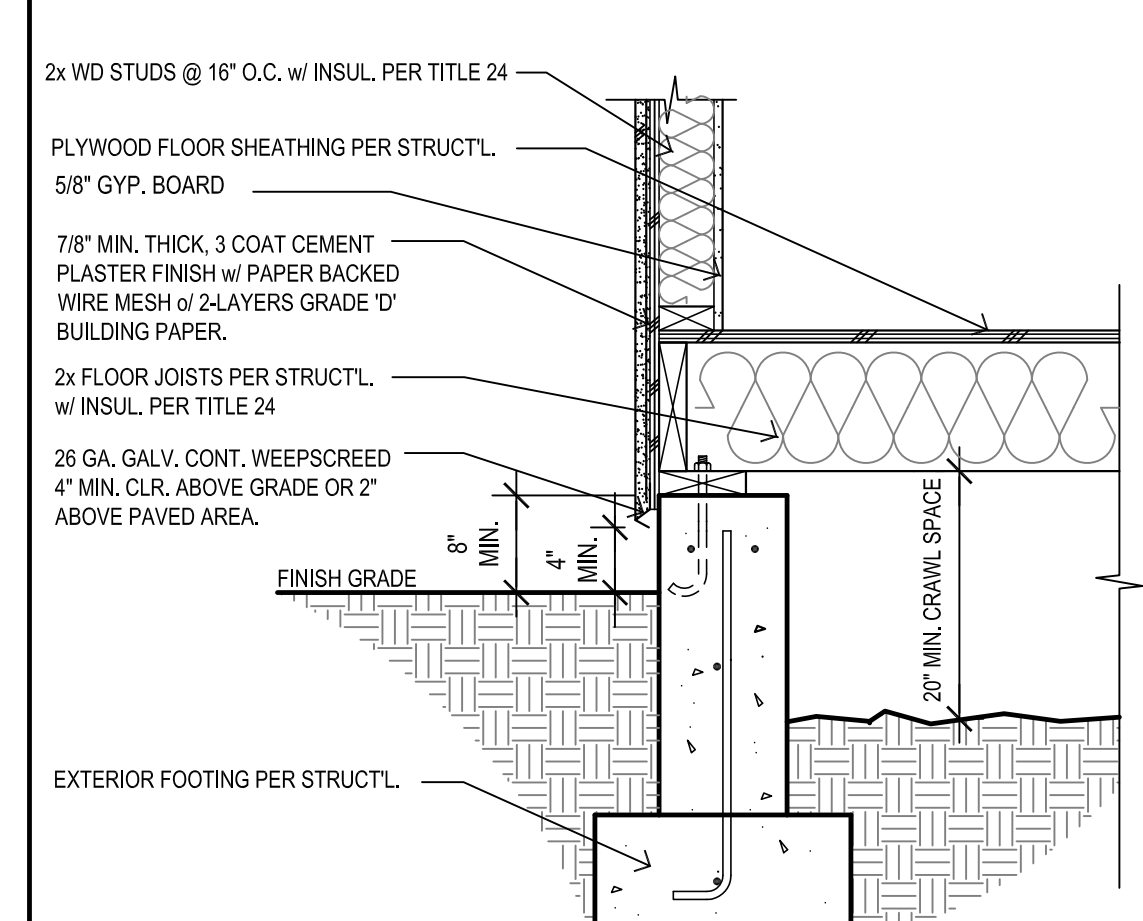 2x WD STUDS @ 16" O.C. w/ INSUL. PER TITLE 24
PLYWOOD FLOOR SHEATHING PER STRUCT'L.
5/8" GYP. BOARD
7/8" MIN. THICK, 3 COAT CEMENT
PLASTER FINISH w/ PAPER BACKED
WIRE MESH o/ 2-LAYERS GRADE 'D'
BUILDING PAPER.
2x FLOOR JOISTS PER STRUCT'L.
w/ INSUL. PER TITLE 24
26 GA. GALV. CONT. WEEPSCREED
4" MIN. CLR. ABOVE GRADE OR 2"
ABOVE PAVED AREA.
8"
MIN.
4"
MIN.
FINISH GRADE
20" MIN. CRAWL SPACE
EXTERIOR FOOTING PER STRUCT'L.